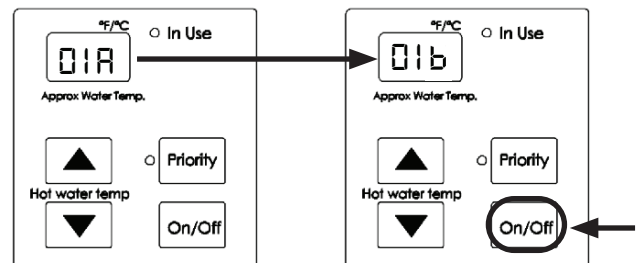 °F/°C
In Use
01A
Approx Water Temp.
Priority
Hot water temp
On/Off
°F/°C
In Use
01b
Approx Water Temp.
Priority
Hot water temp
On/Off